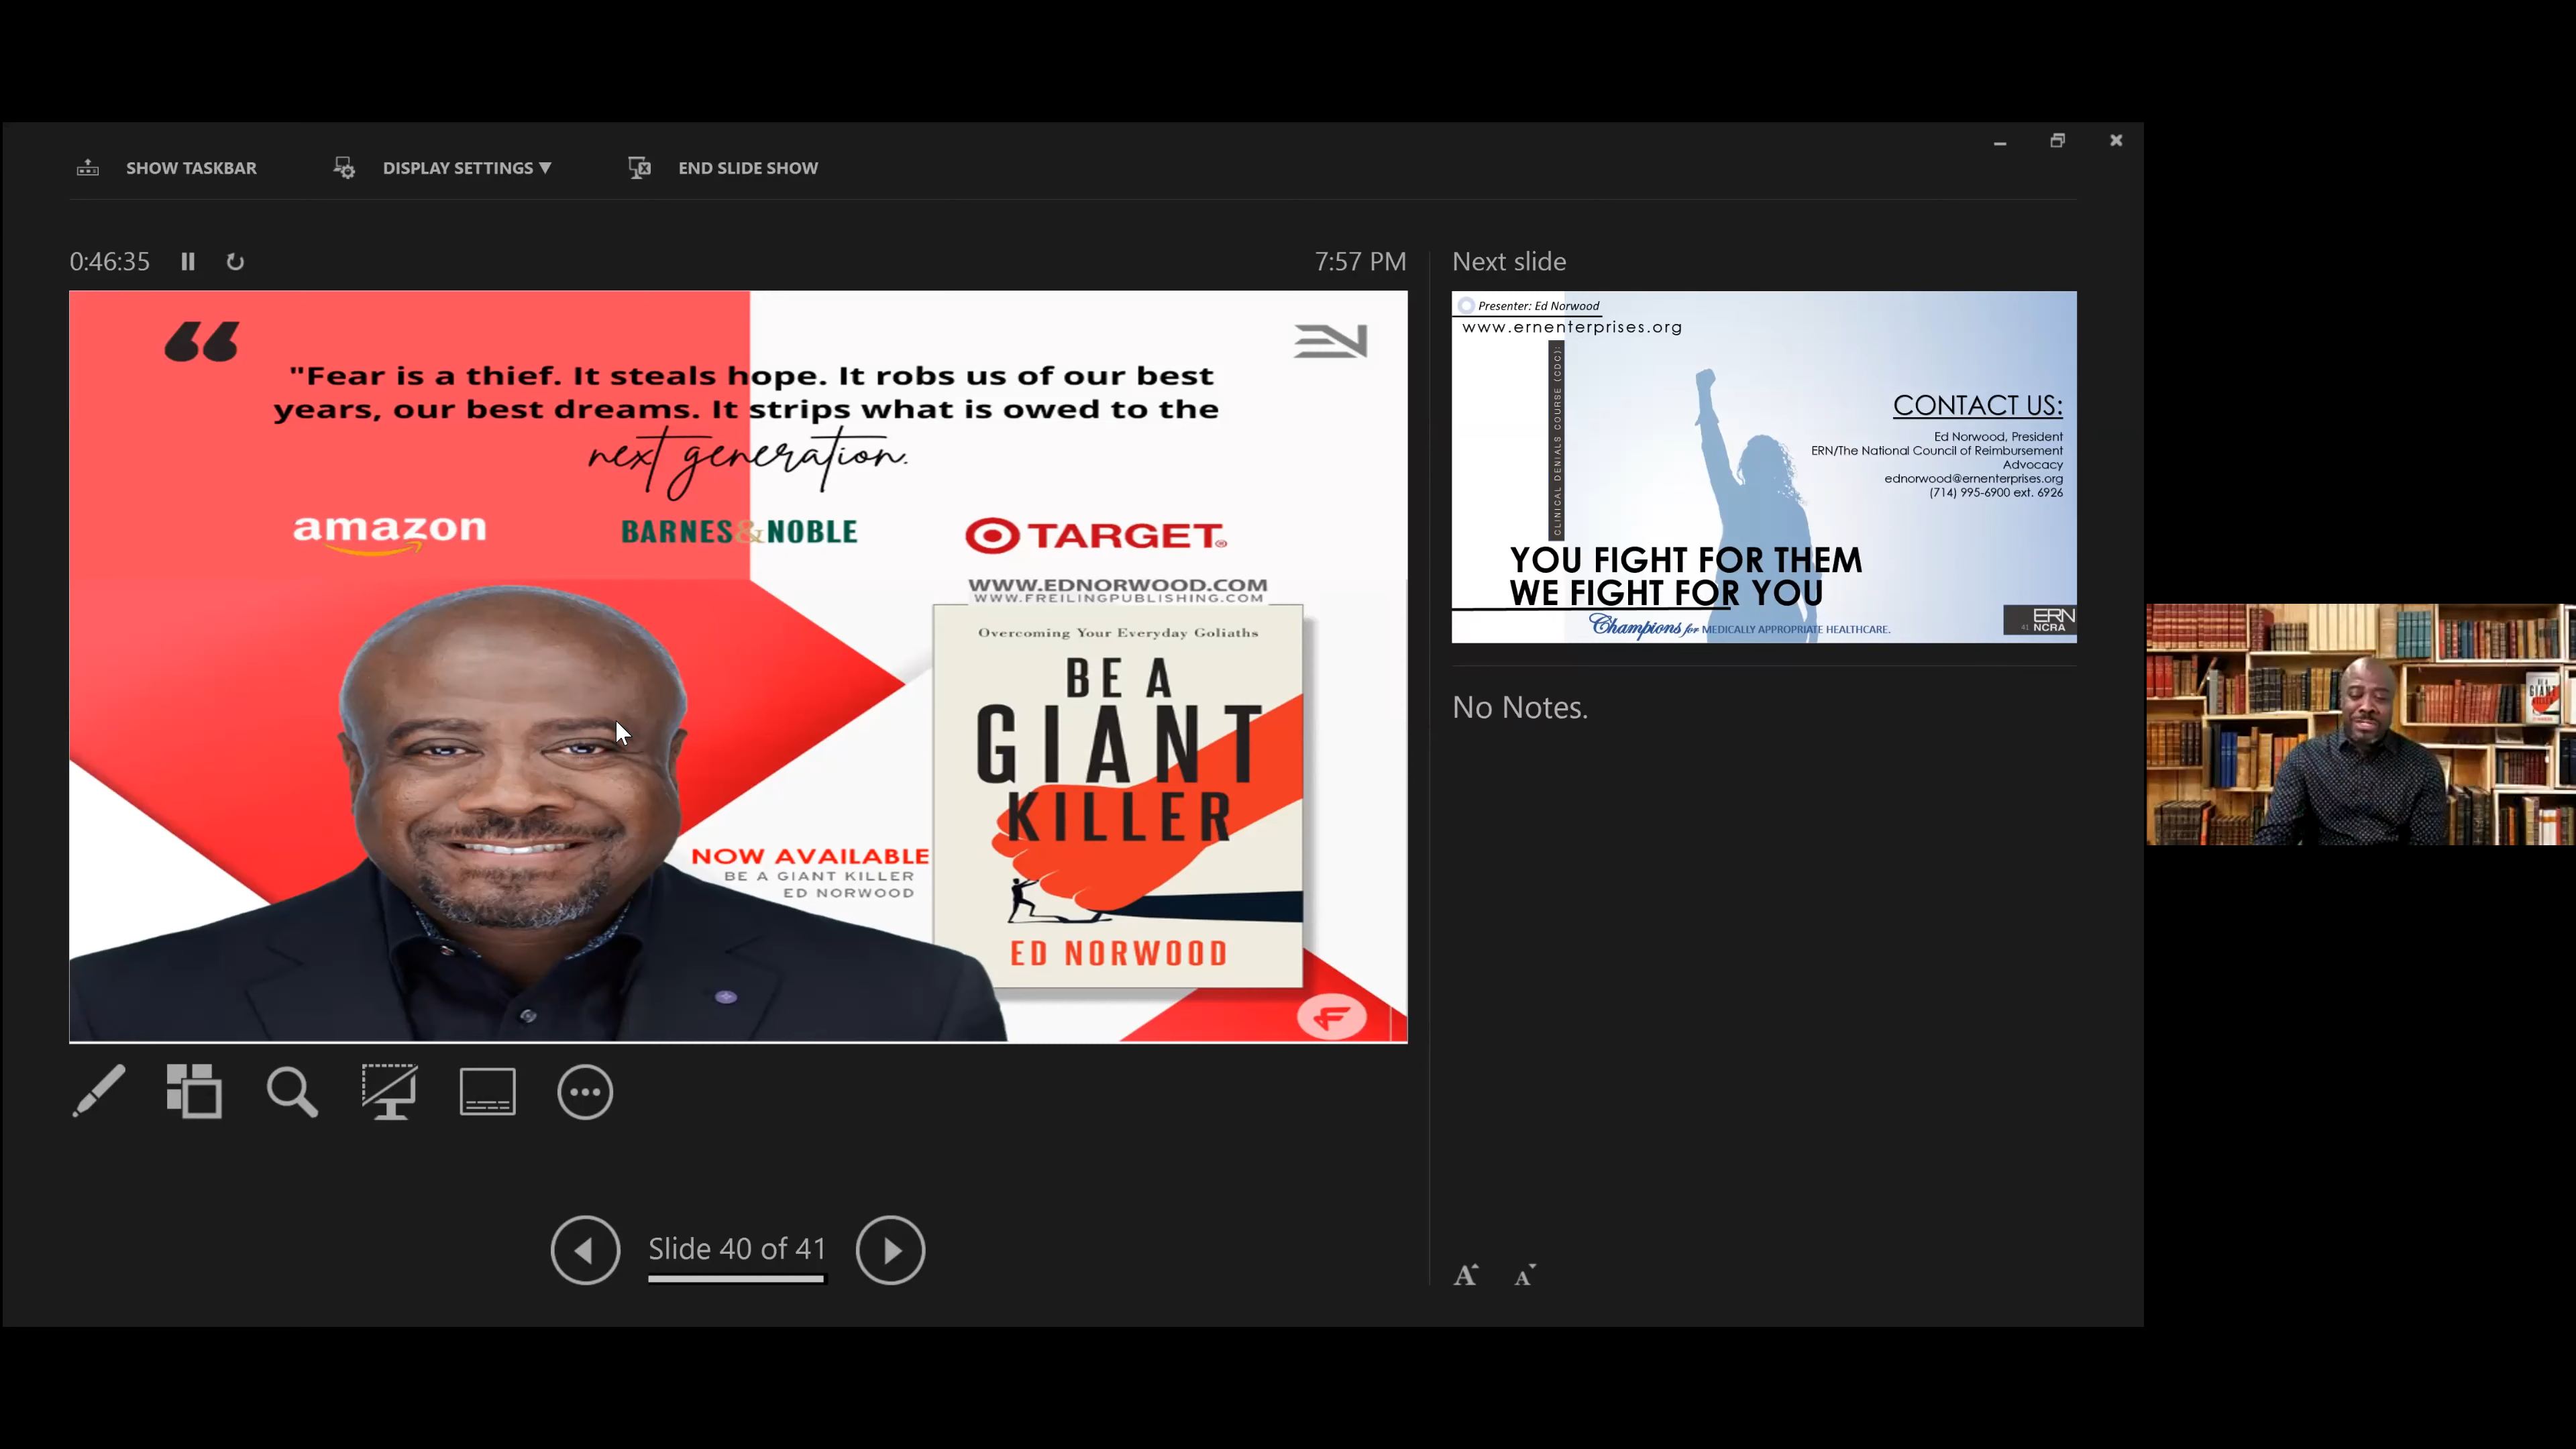 SHOW TASKBAR
DISPLAY SETTINGS ▼
END SLIDE SHOW
0:46:35
7:57 PM
“
"Fear is a thief. It steals hope. It robs us of our best
years, our best dreams. It strips what is owed to the
next generation.
EN
amazon
BARNES&NOBLE
TARGET®
WWW.EDNORWOOD.COM
WWW.FREILINGPUBLISHING.COM
Overcoming Your Everyday Goliaths
BE A
GIANT
KILLER
ED NORWOOD
NOW AVAILABLE
BE A GIANT KILLER
ED NORWOOD
Slide 40 of 41
Next slide
Presenter: Ed Norwood
www.ernenterprises.org
CLINICAL DENIALS COURSE (CDC):
CONTACT US:
Ed Norwood, President
ERN/The National Council of Reimbursement
Advocacy
ednorwood@ernenterprises.org
(714) 995-6900 ext. 6926
YOU FIGHT FOR THEM
WE FIGHT FOR YOU
Champions for MEDICALLY APPROPRIATE HEALTHCARE.
41
ERN
NCRA
No Notes.
A A
BE A
GIANT